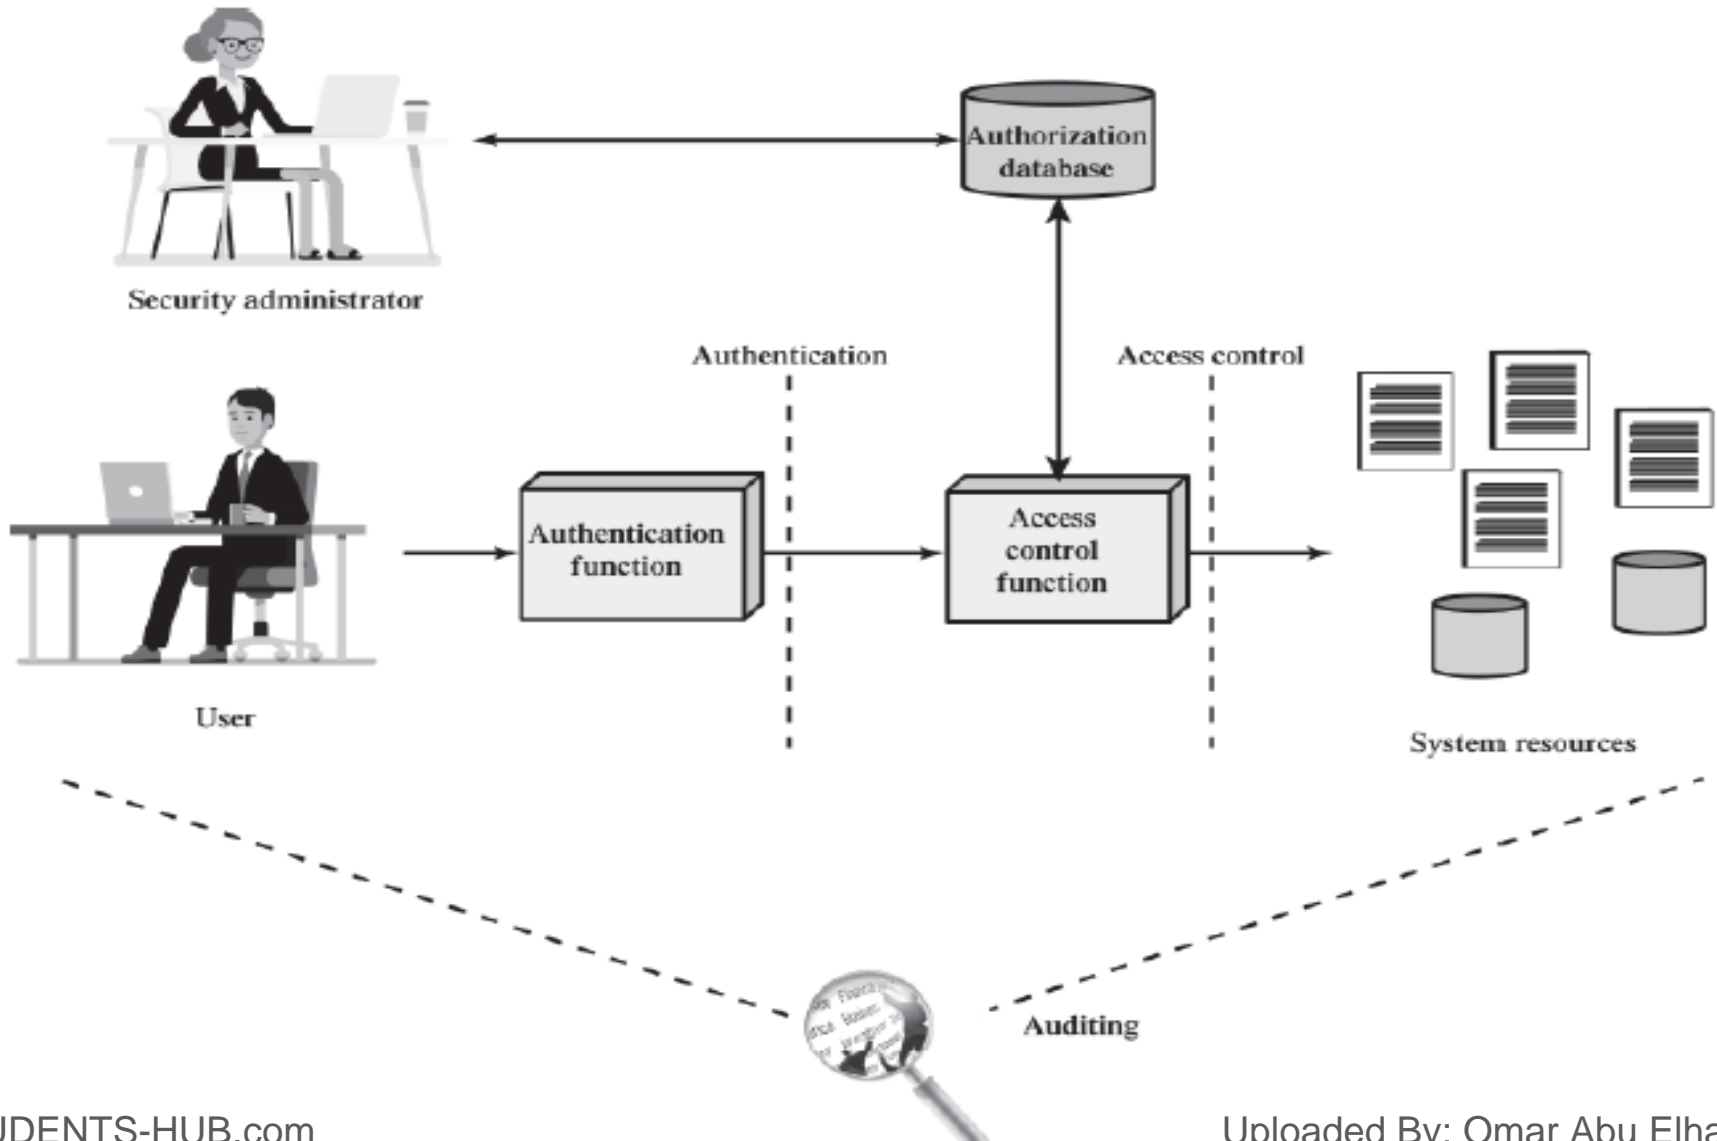 Authorization
database
Security administrator
Authentication
Access control
Authentication
function
Access
control
function
User
System resources
Auditing
UDENTS-HUB.com
Uploaded By: Omar Abu Elha